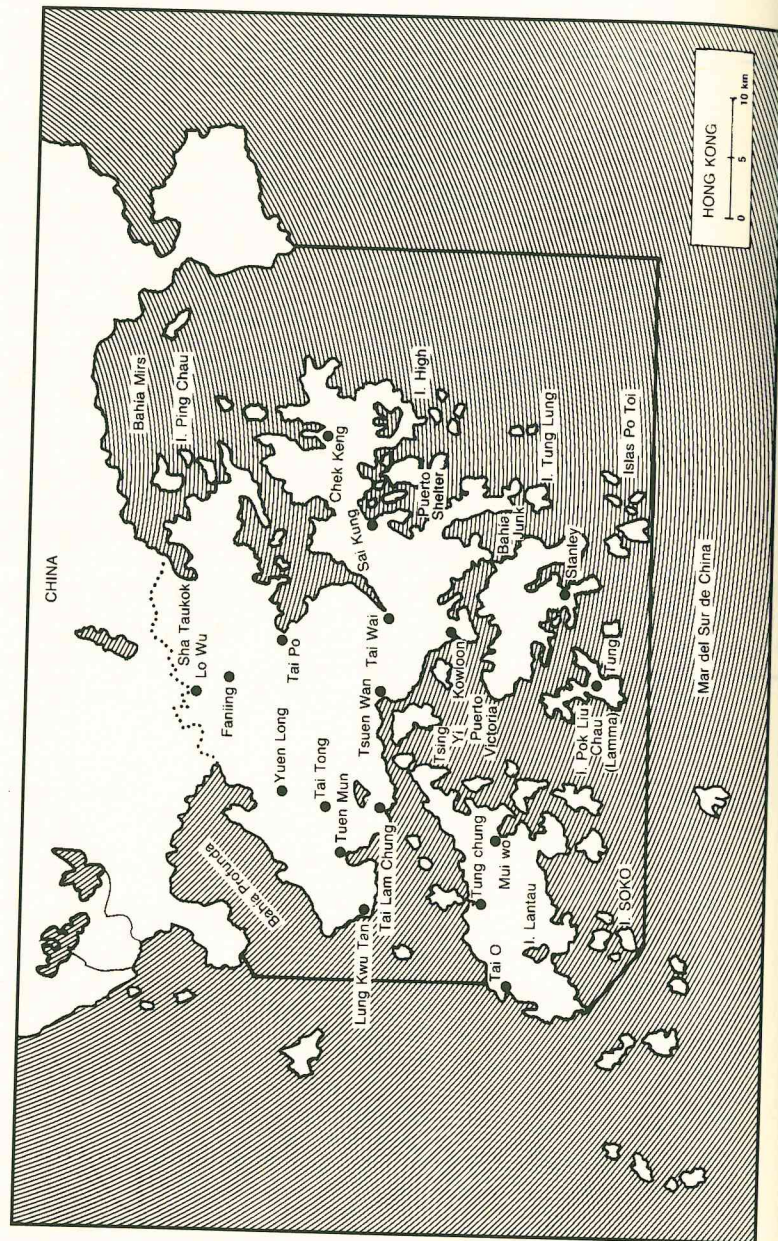 CHINA
Bahia Mirs
I. Ping Chau
Sha Taukok
Lo Wu
Fanling
Bahia Profunda
Yuen Long
Tai Po
Tai Tong
Tuen Mun
Chek Keng
Sai Kung
Tai Wai
Tsuen Wan
Tai Lam Chung
Lung Kwu Tan
I. High
Puerto
Shelter
Kowloon
Tsing
Yi
Puerto
Victoria
Bahia
Junk
I. Tung Lung
Tung chung
Mui wo
Tai O
I. Lantau
Stanley
Tung
I. Pok Liu
Chau
(Lamma)
Islas Po Toi
I. SOKO
Mar del Sur de China
HONG KONG
0 5 10 km